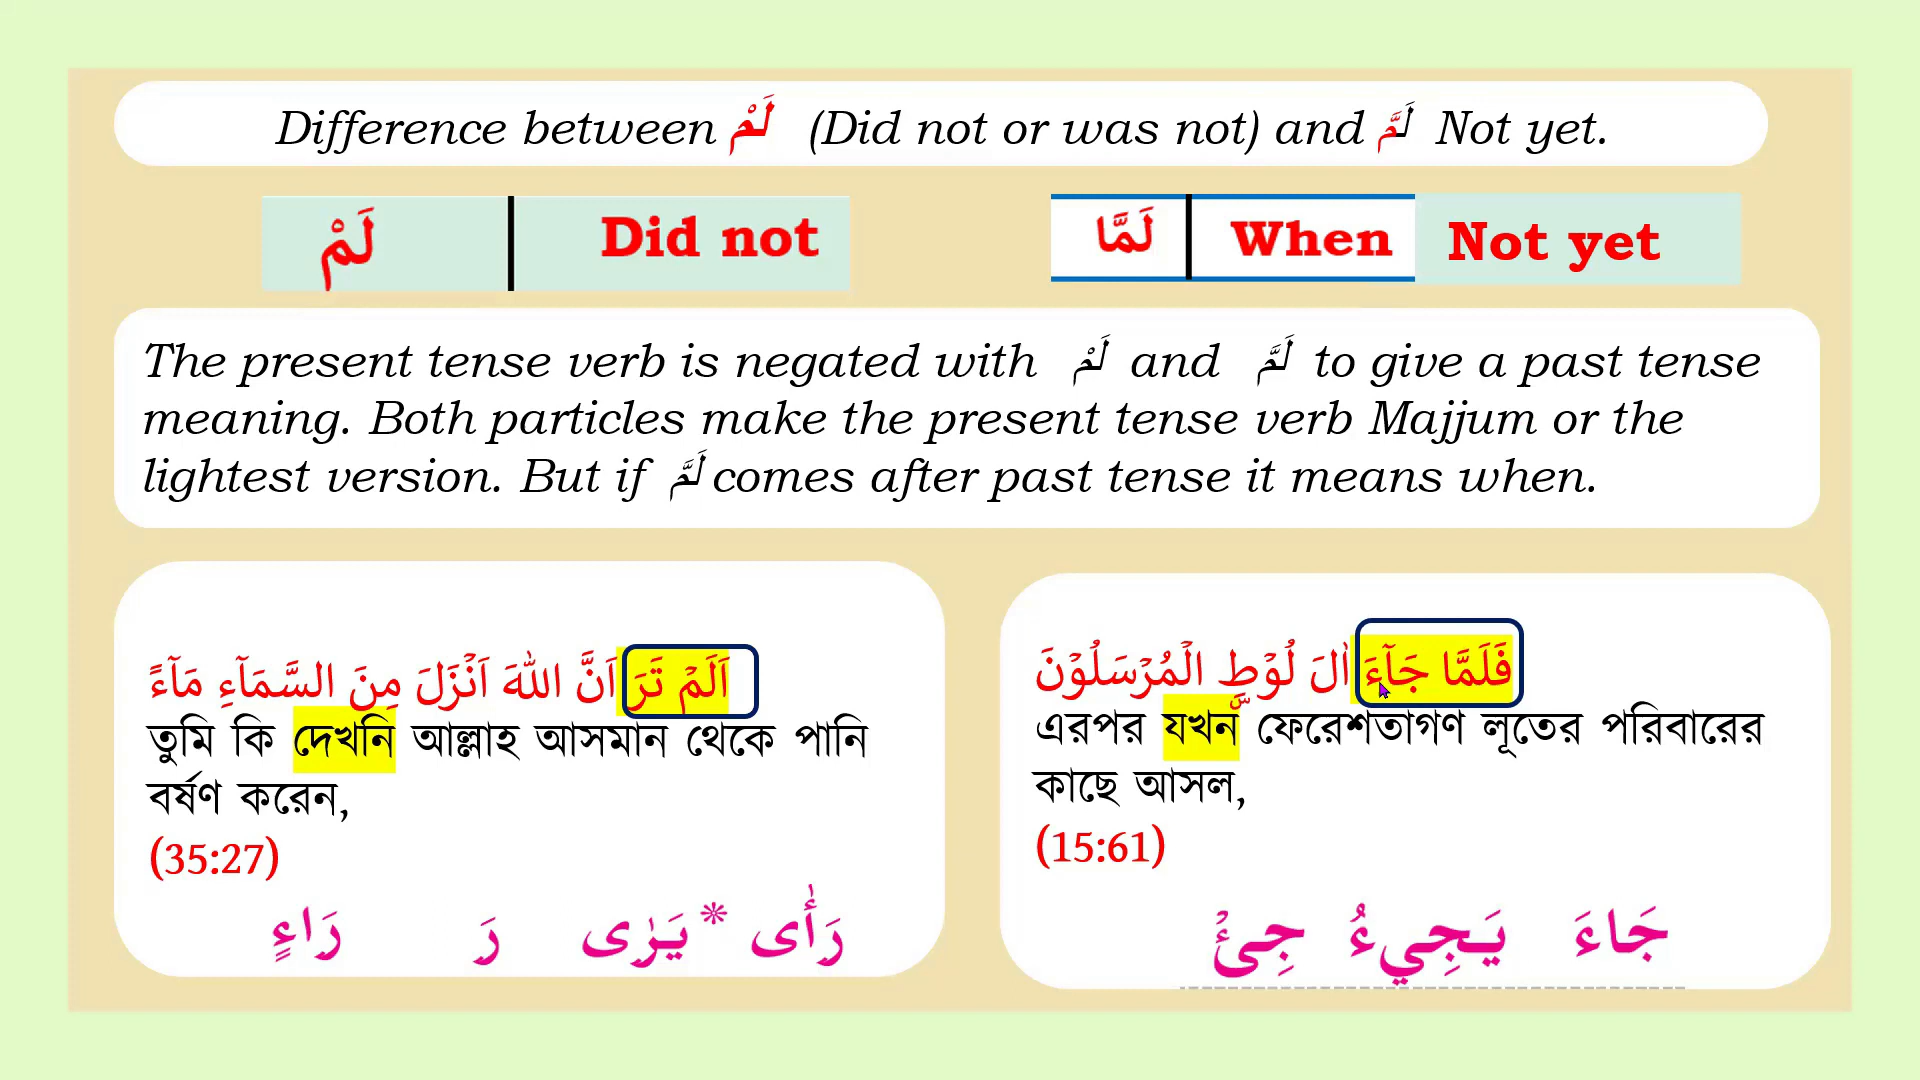 Difference between لَمْ (Did not or was not) and لَمَّ Not yet.
لَمْ Did not
لَمَّا When Not yet
The present tense verb is negated with لَمْ and لَمَّ to give a past tense
meaning. Both particles make the present tense verb Majjum or the
lightest version. But if لَمَّ comes after past tense it means when.
اَلَمْ تَرَ اَنَّ اللهَ اَنْزَلَ مِنَ السَّمَآءِ مَآءً
তুমি কি দেখনি আল্লাহ আসমান থেকে পানি
বর্ষণ করেন,
(35:27)
رَأٰى * يَرٰى رَ رَاءٍ
فَلَمَّا جَآءَ اٰلَ لُوْطِۣ الْمُرْسَلُوْنَ
এরপর যখন ফেরেশতাগণ লূতের পরিবারের
কাছে আসল,
(15:61)
جَاءَ يَجِيءُ جِئْ